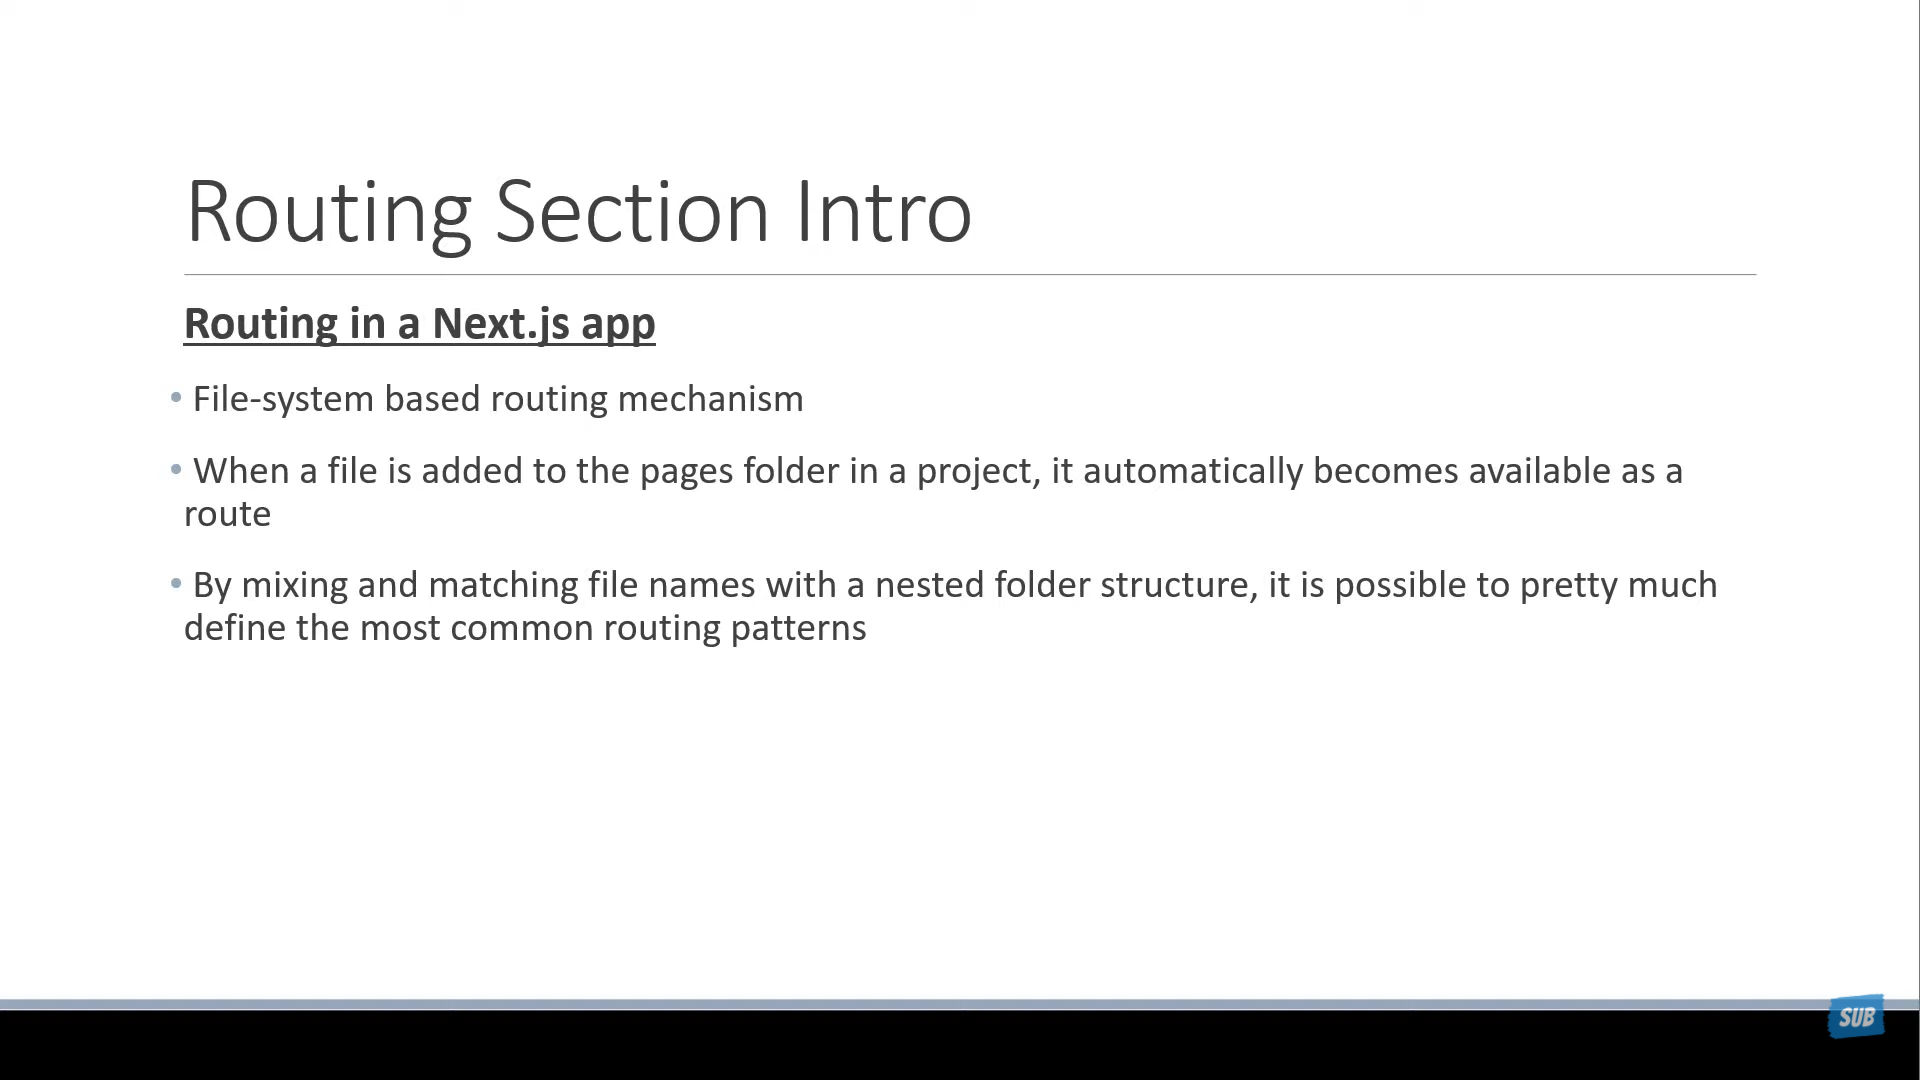 Routing Section Intro
Routing in a Next.js app
• File-system based routing mechanism
• When a file is added to the pages folder in a project, it automatically becomes available as a
route
• By mixing and matching file names with a nested folder structure, it is possible to pretty much
define the most common routing patterns
SUB